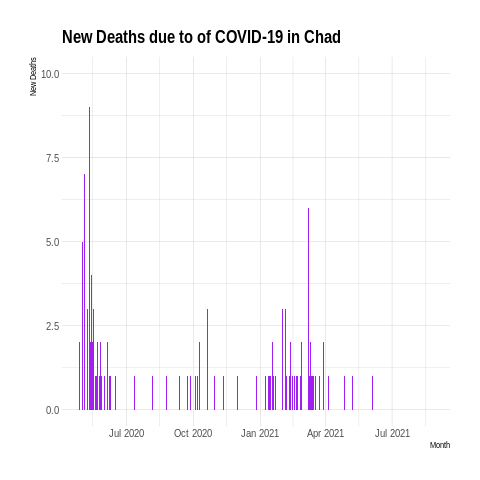 New Deaths due to of COVID-19 in Chad
New Deaths
10.0
7.5
5.0
2.5
0.0
Jul 2020 Oct 2020 Jan 2021 Apr 2021 Jul 2021
Month